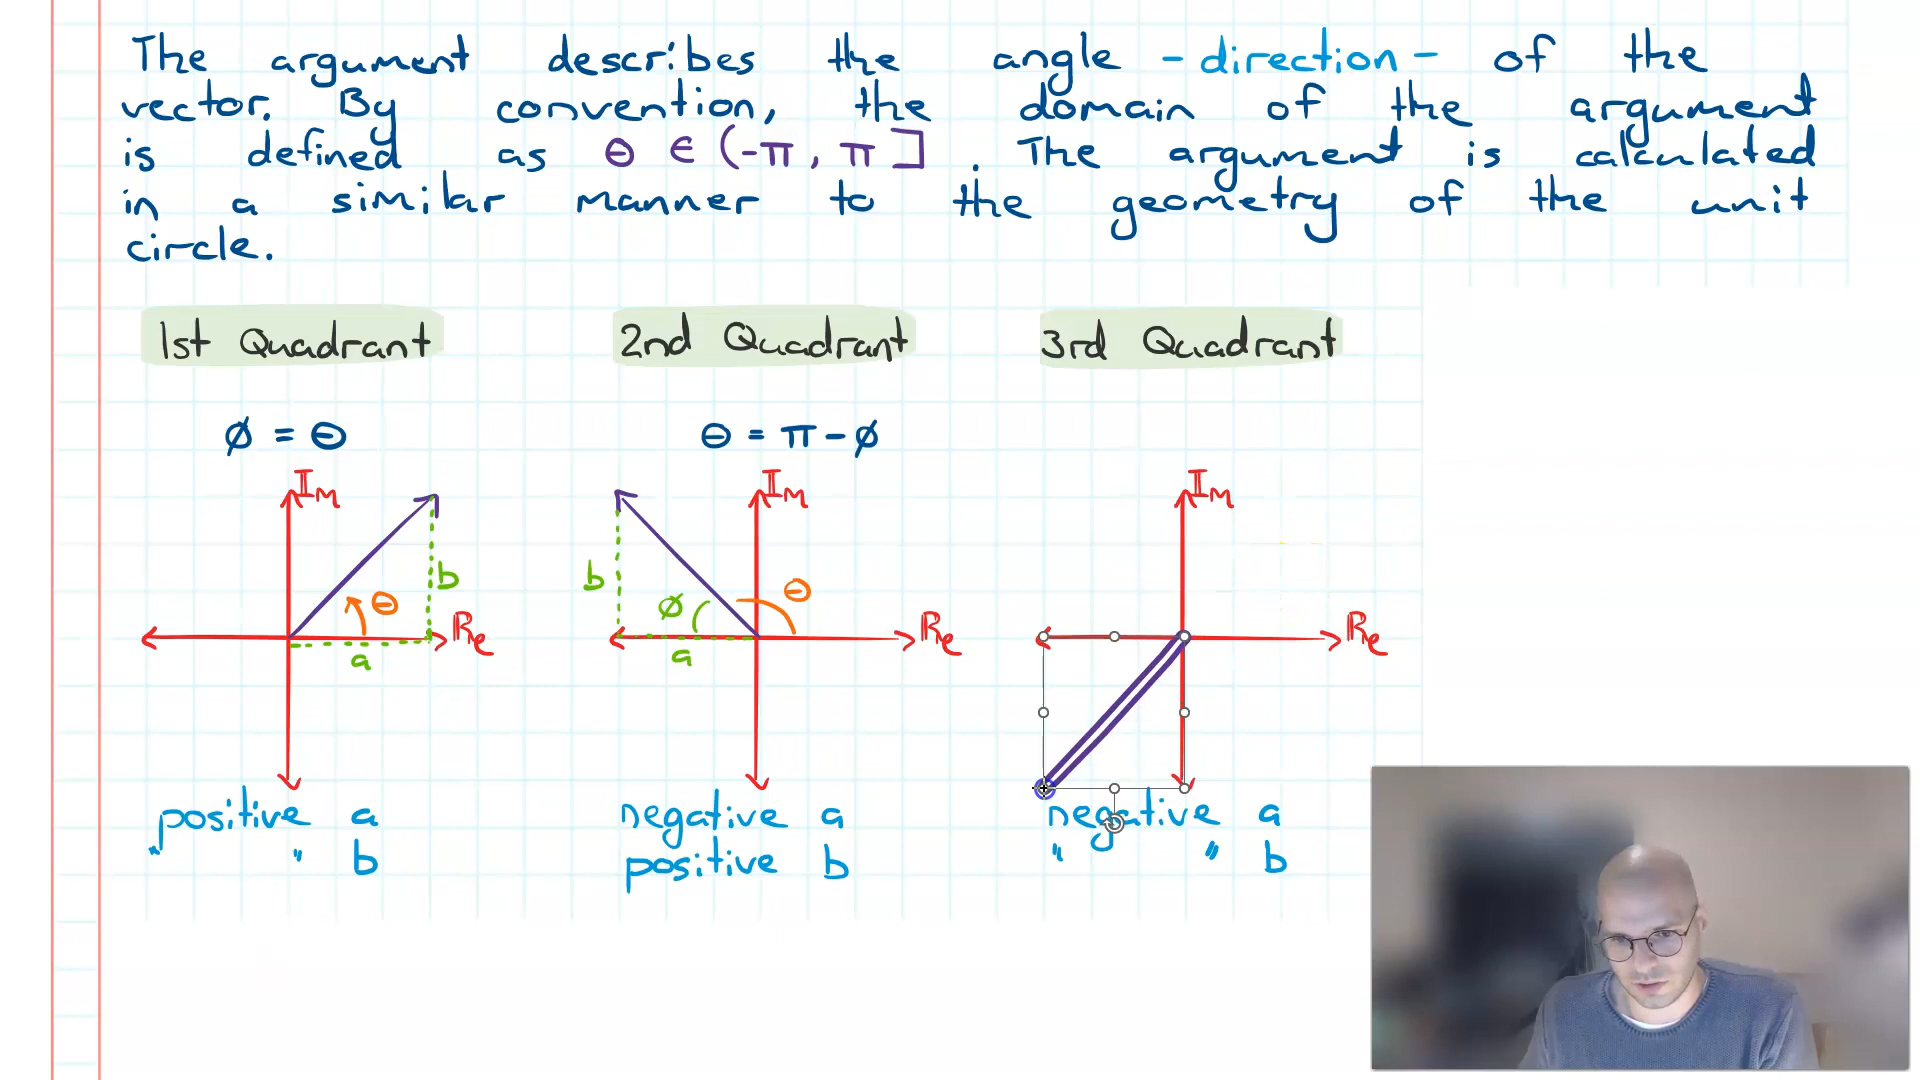 The argument describes the angle - direction - of the
vector. By convention, the domain of the argument
is defined as θ ∈ (-π, π]. The argument is calculated
in a similar manner to the geometry of the unit
circle.
1st Quadrant
2nd Quadrant
3rd Quadrant
ø = θ
θ = π - ø
Im
Im
Im
b
θ
Re
a
b
ø
θ
Re
a
Re
positive a
" " b
negative a
positive b
negative a
" " b